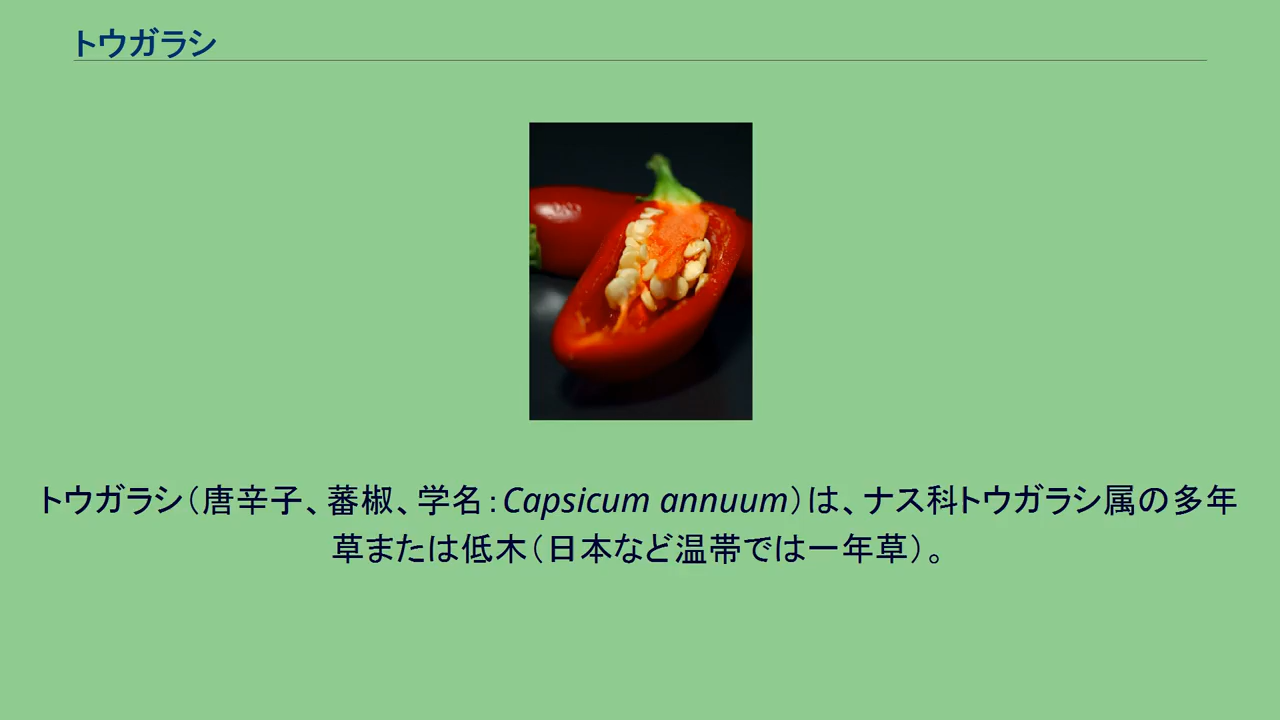 トウガラシ
トウガラシ（唐辛子、蕃椒、学名：Capsicum annuum）は、ナス科トウガラシ属の多年
草または低木（日本など温帯では一年草）。